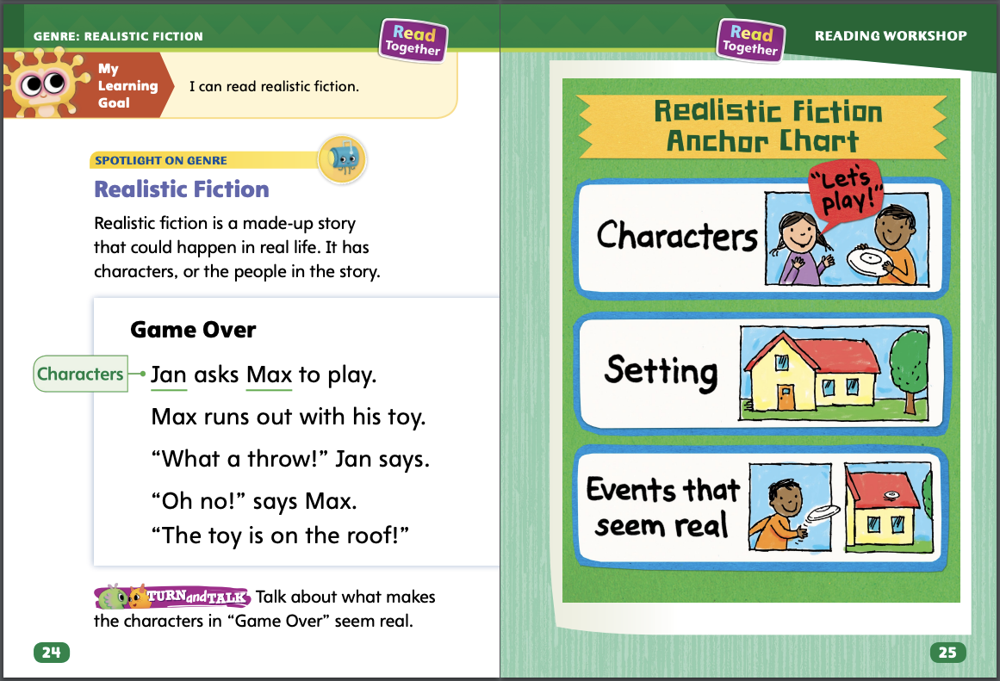 GENRE: REALISTIC FICTION
Read
Together
My
Learning
Goal
I can read realistic fiction.
SPOTLIGHT ON GENRE
Realistic Fiction
Realistic fiction is a made-up story
that could happen in real life. It has
characters, or the people in the story.
Game Over
Characters
Jan asks Max to play.
Max runs out with his toy.
“What a throw!” Jan says.
“Oh no!” says Max.
“The toy is on the roof!”
TURN and TALK Talk about what makes
the characters in “Game Over” seem real.
24
Read
Together
READING WORKSHOP
Realistic Fiction
Anchor Chart
Characters
“Let’s
play!”
Setting
Events that
seem real
25